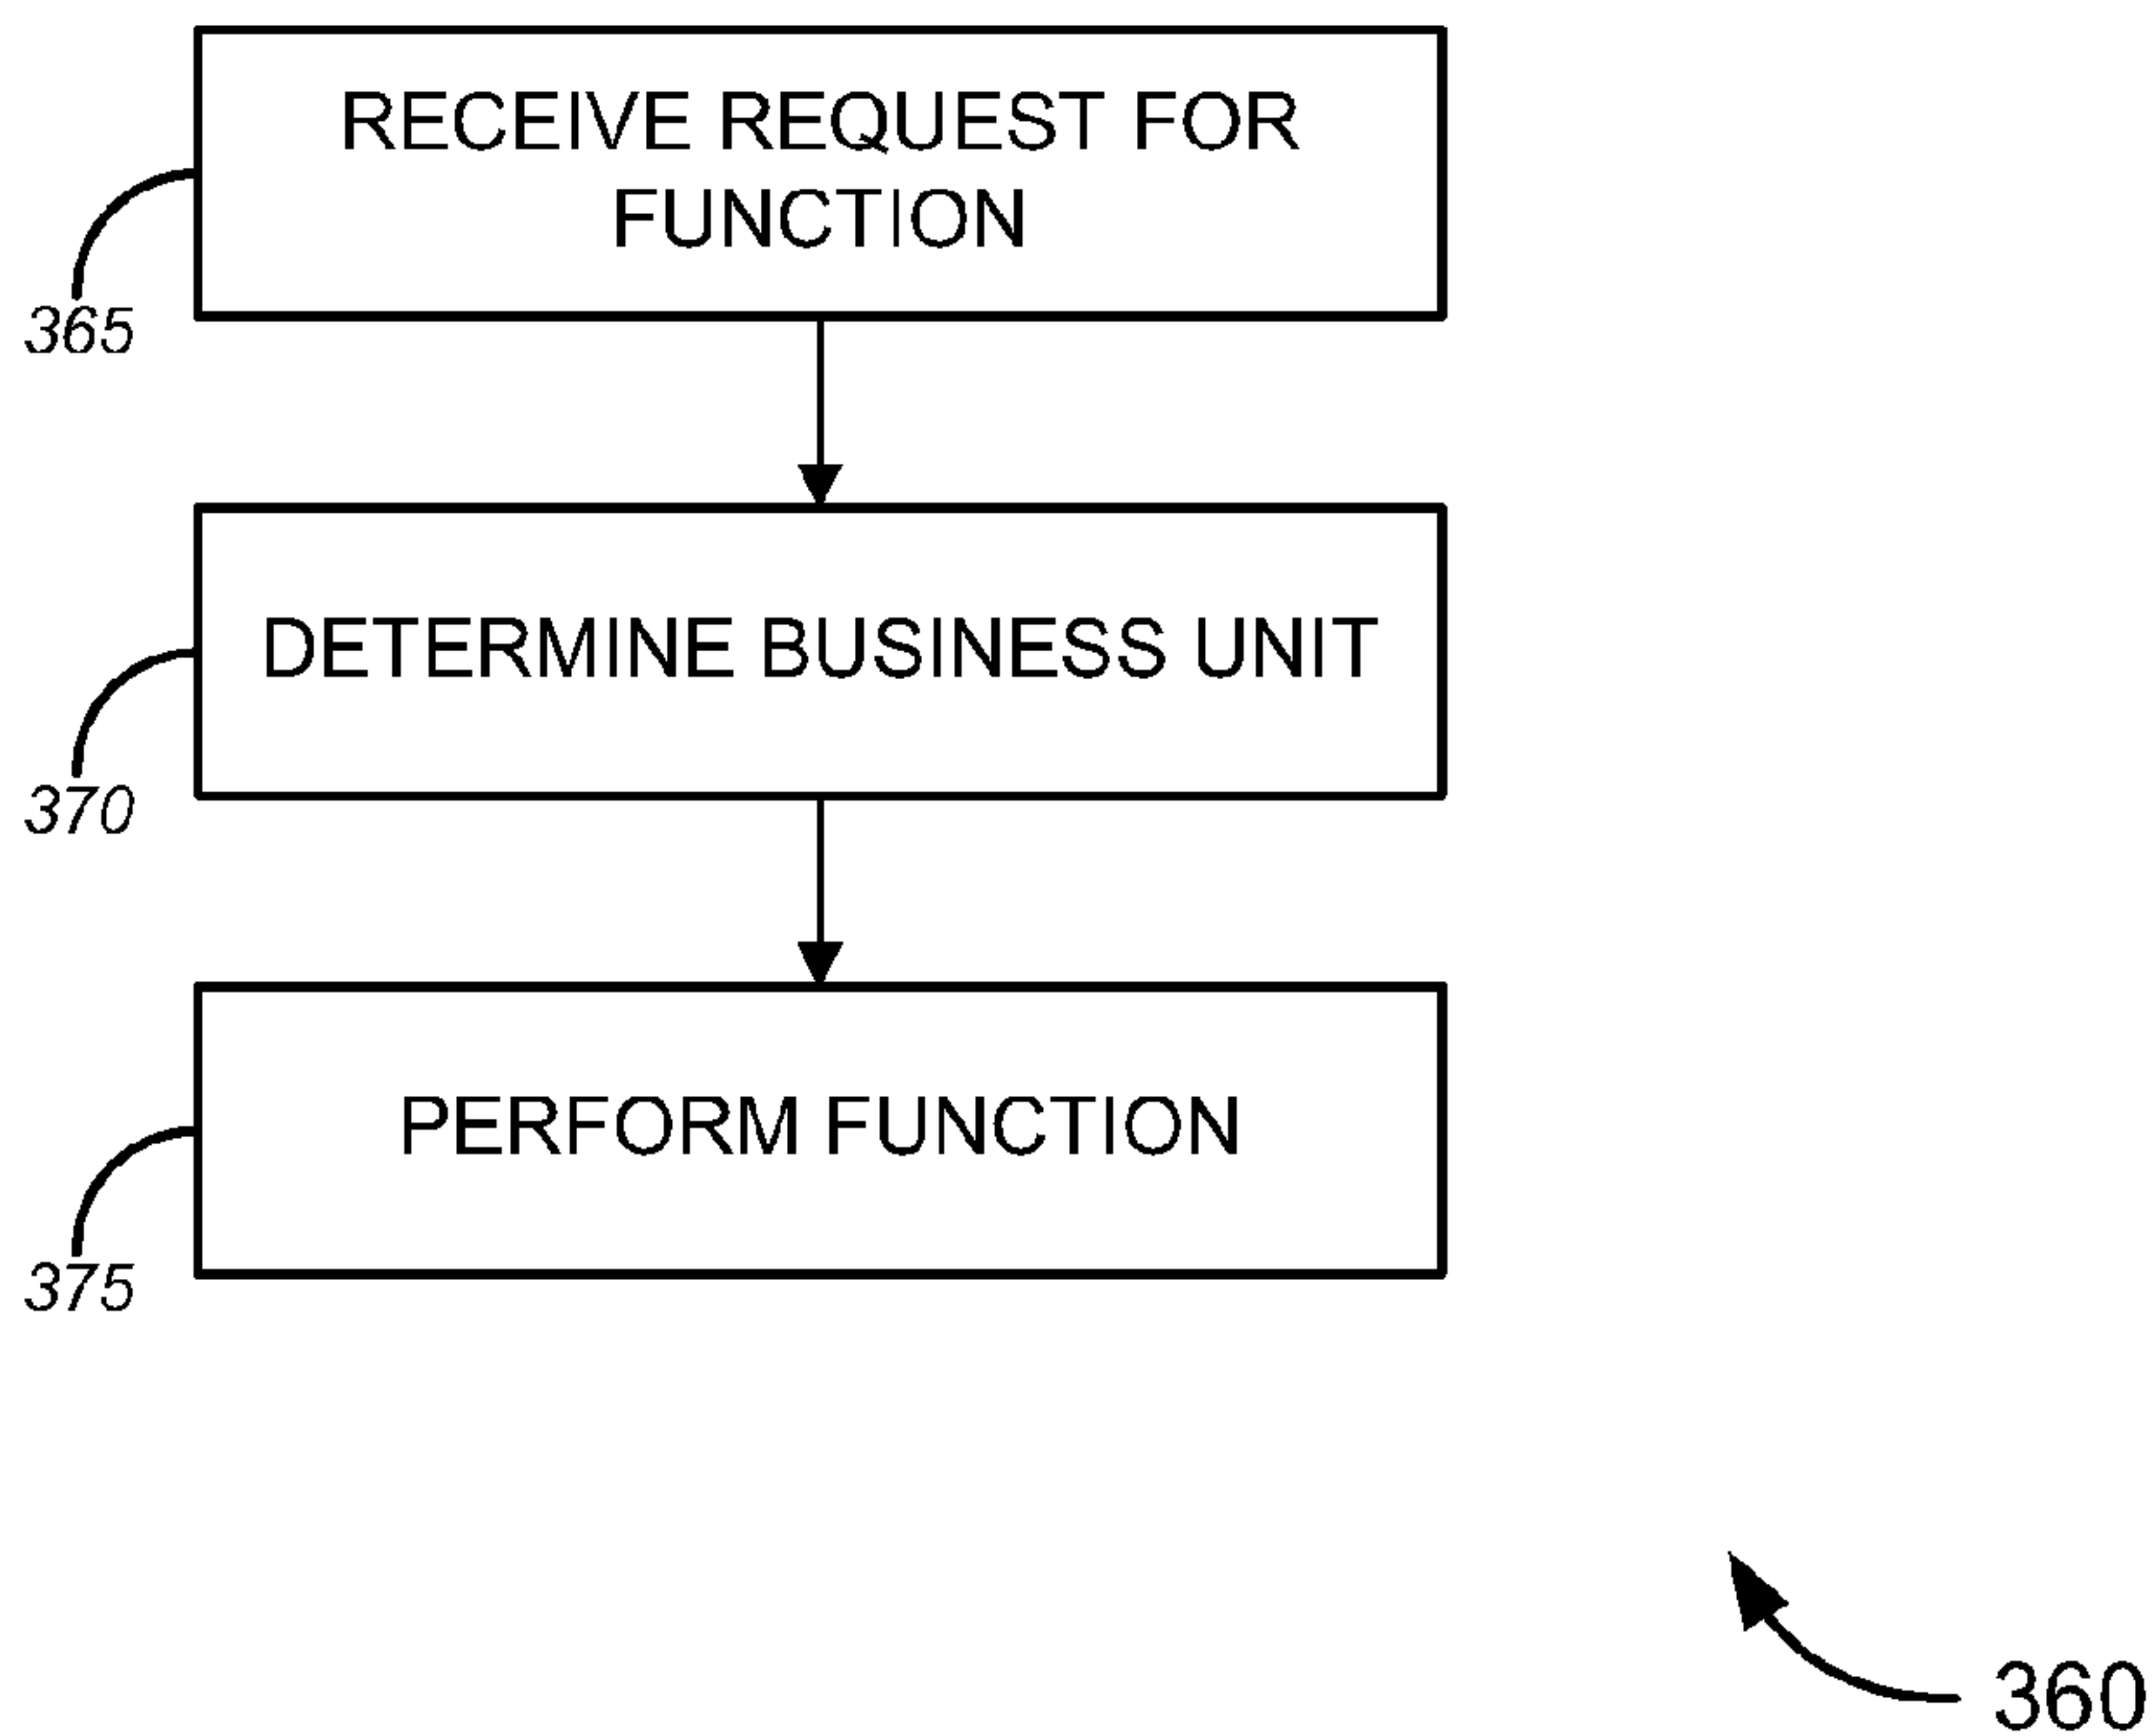 RECEIVE REQUEST FOR
FUNCTION
365
DETERMINE BUSINESS UNIT
370
PERFORM FUNCTION
375
360